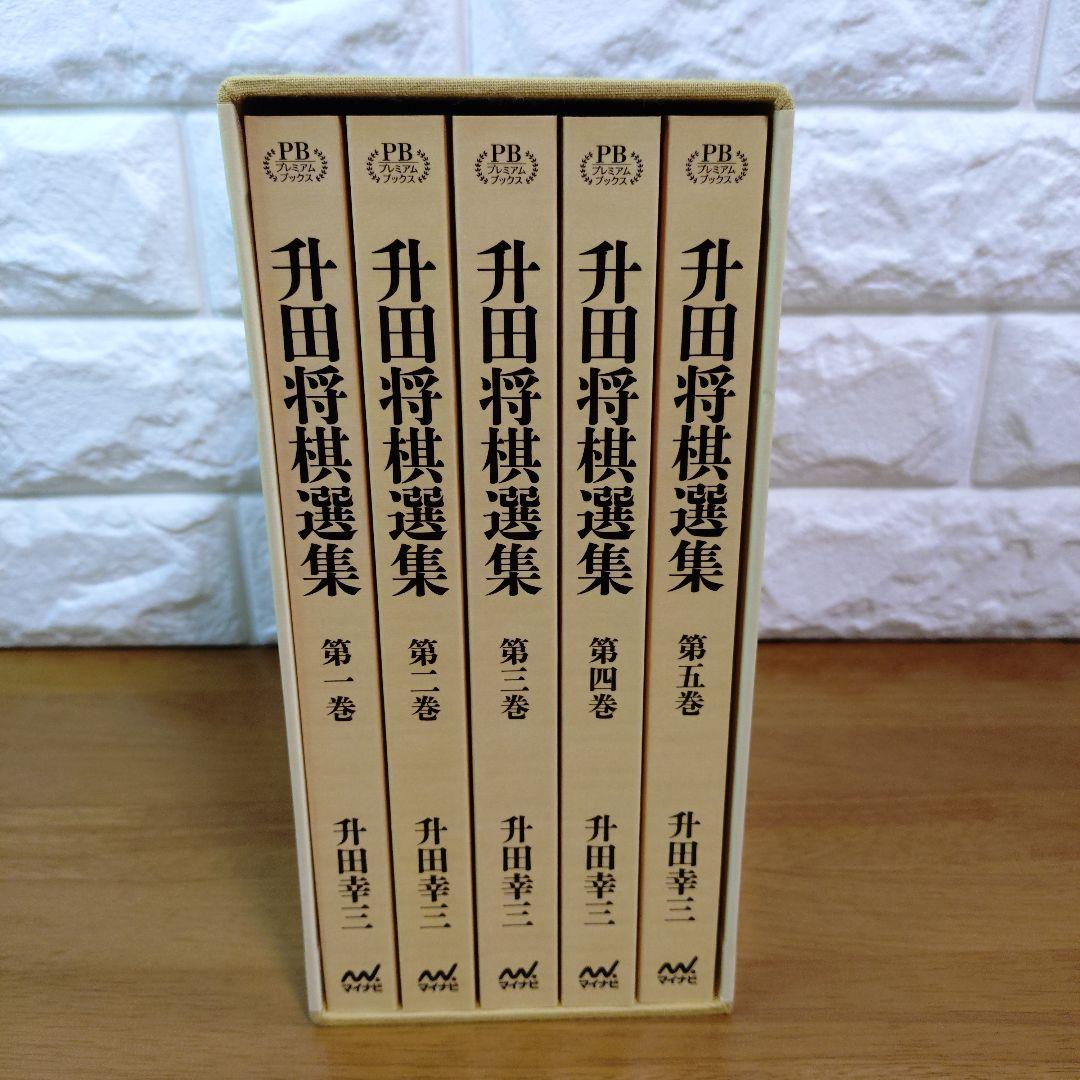 PB
プレミアム
ブックス
升田将棋選集
第一巻
升田幸三
マイナビ
PB
プレミアム
ブックス
升田将棋選集
第二巻
升田幸三
マイナビ
PB
プレミアム
ブックス
升田将棋選集
第三巻
升田幸三
マイナビ
PB
プレミアム
ブックス
升田将棋選集
第四巻
升田幸三
マイナビ
PB
プレミアム
ブックス
升田将棋選集
第五巻
升田幸三
マイナビ